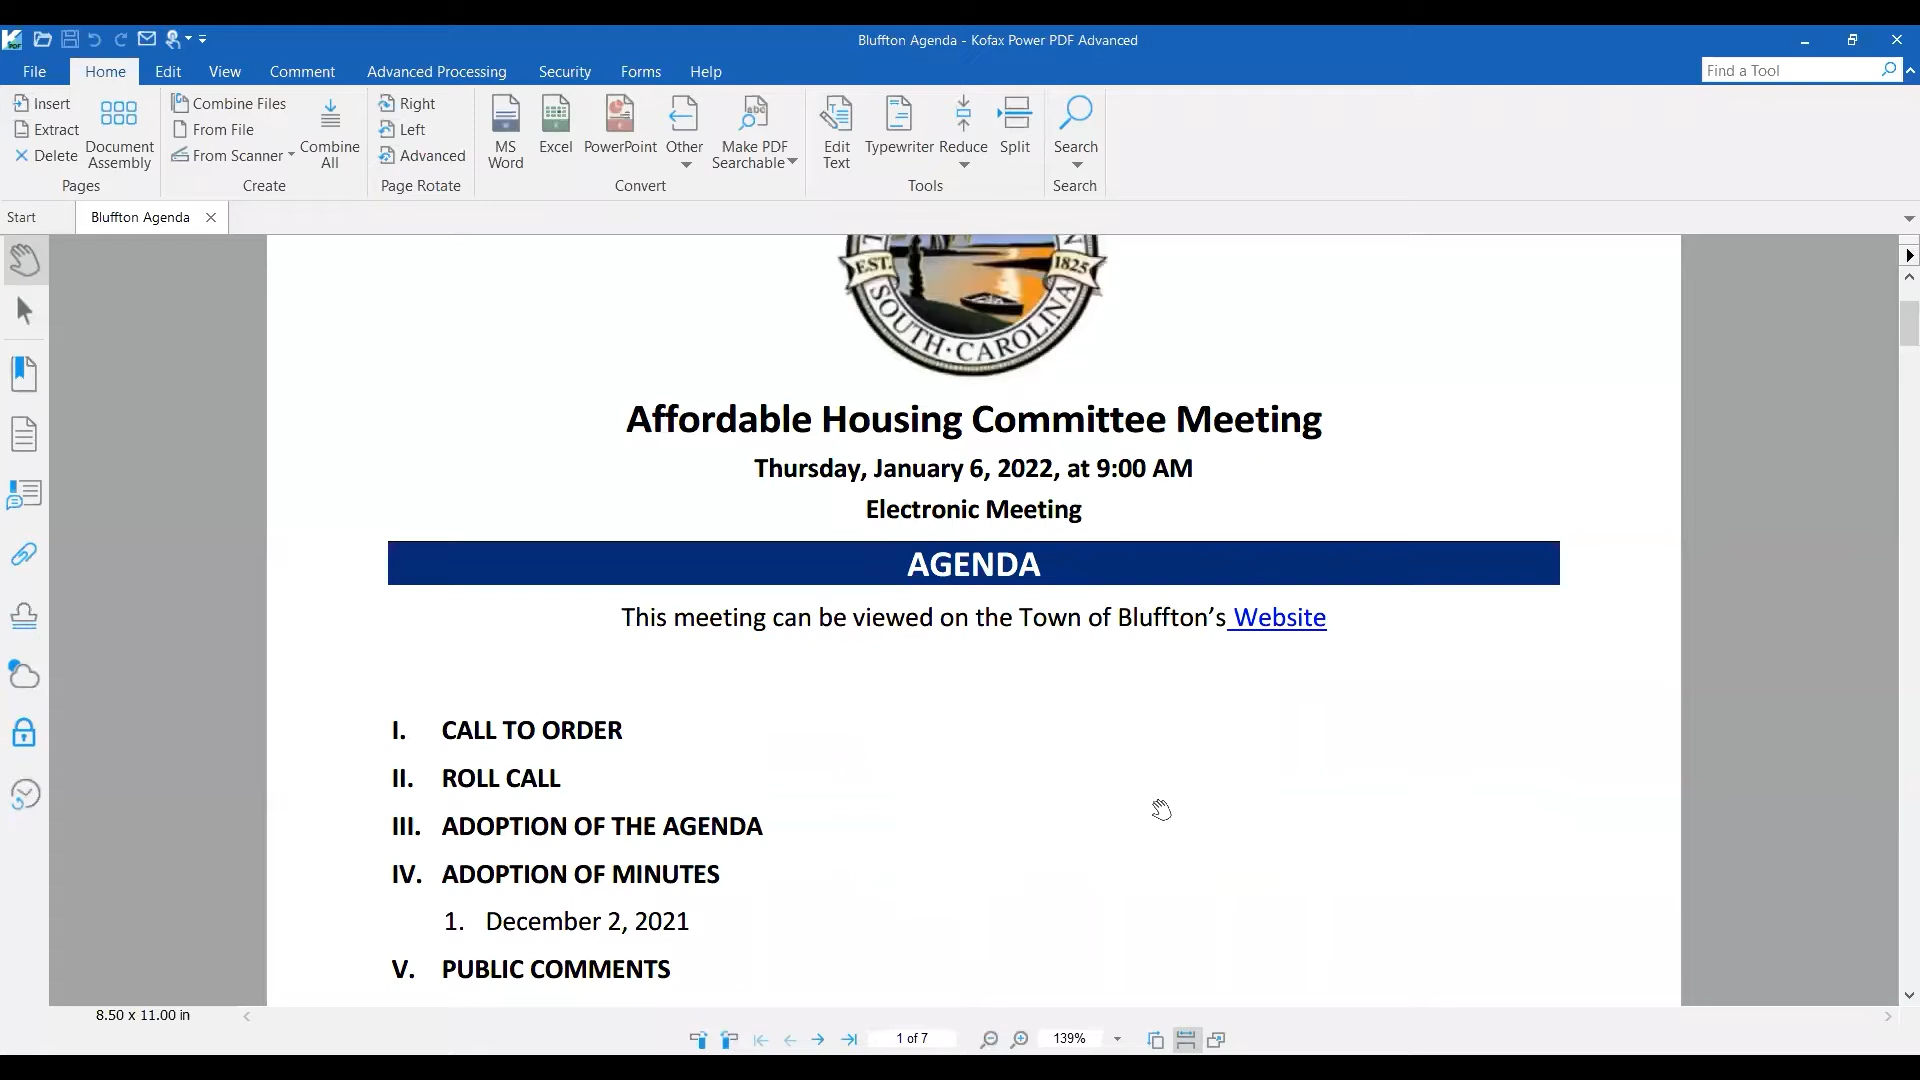 Bluffton Agenda - Kofax Power PDF Advanced
File Home Edit View Comment Advanced Processing Security Forms Help Find a Tool
Insert
Extract
Delete
Document
Assembly
Pages
Combine Files
From File
From Scanner
Combine
All
Create
Right
Left
Advanced
Page Rotate
MS
Word
Excel
PowerPoint
Other
Make PDF
Searchable
Convert
Edit
Text
Typewriter
Reduce
Split
Tools
Search
Search
Start Bluffton Agenda
EST. 1825
SOUTH · CAROLINA
Affordable Housing Committee Meeting
Thursday, January 6, 2022, at 9:00 AM
Electronic Meeting
AGENDA
This meeting can be viewed on the Town of Bluffton’s Website
I. CALL TO ORDER
II. ROLL CALL
III. ADOPTION OF THE AGENDA
IV. ADOPTION OF MINUTES
1. December 2, 2021
V. PUBLIC COMMENTS
8.50 x 11.00 in
1 of 7 139%